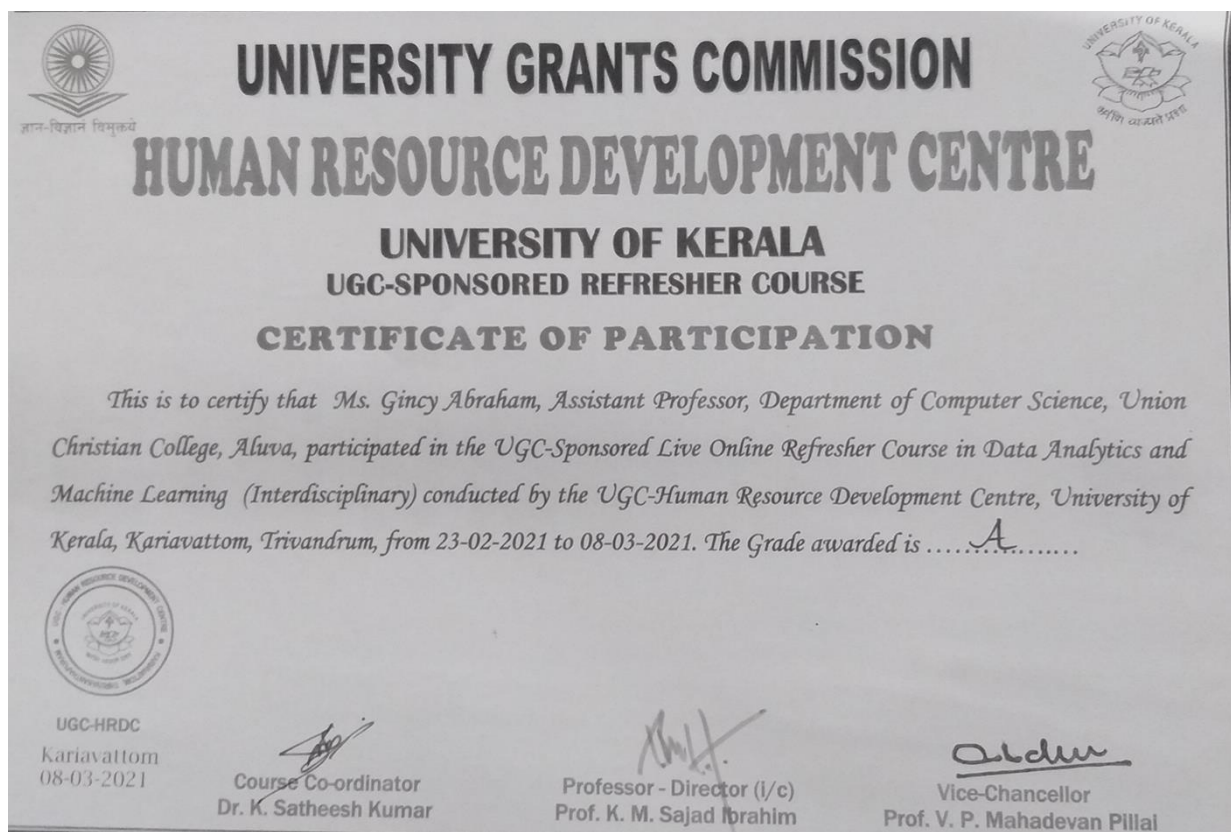 UNIVERSITY GRANTS COMMISSION
UNIVERSITY OF KERALA
ज्ञान-विज्ञान विमुक्तये
HUMAN RESOURCE DEVELOPMENT CENTRE
UNIVERSITY OF KERALA
UGC-SPONSORED REFRESHER COURSE
CERTIFICATE OF PARTICIPATION
This is to certify that Ms. Gincy Abraham, Assistant Professor, Department of Computer Science, Union
Christian College, Aluva, participated in the UGC-Sponsored Live Online Refresher Course in Data Analytics and
Machine Learning (Interdisciplinary) conducted by the UGC-Human Resource Development Centre, University of
Kerala, Kariavattom, Trivandrum, from 23-02-2021 to 08-03-2021. The Grade awarded is ......A.........
UGC - HUMAN RESOURCE DEVELOPMENT CENTRE
UGC-HRDC
Kariavattom
08-03-2021
Course Co-ordinator
Dr. K. Satheesh Kumar
Professor - Director (i/c)
Prof. K. M. Sajad Ibrahim
Vice-Chancellor
Prof. V. P. Mahadevan Pillai